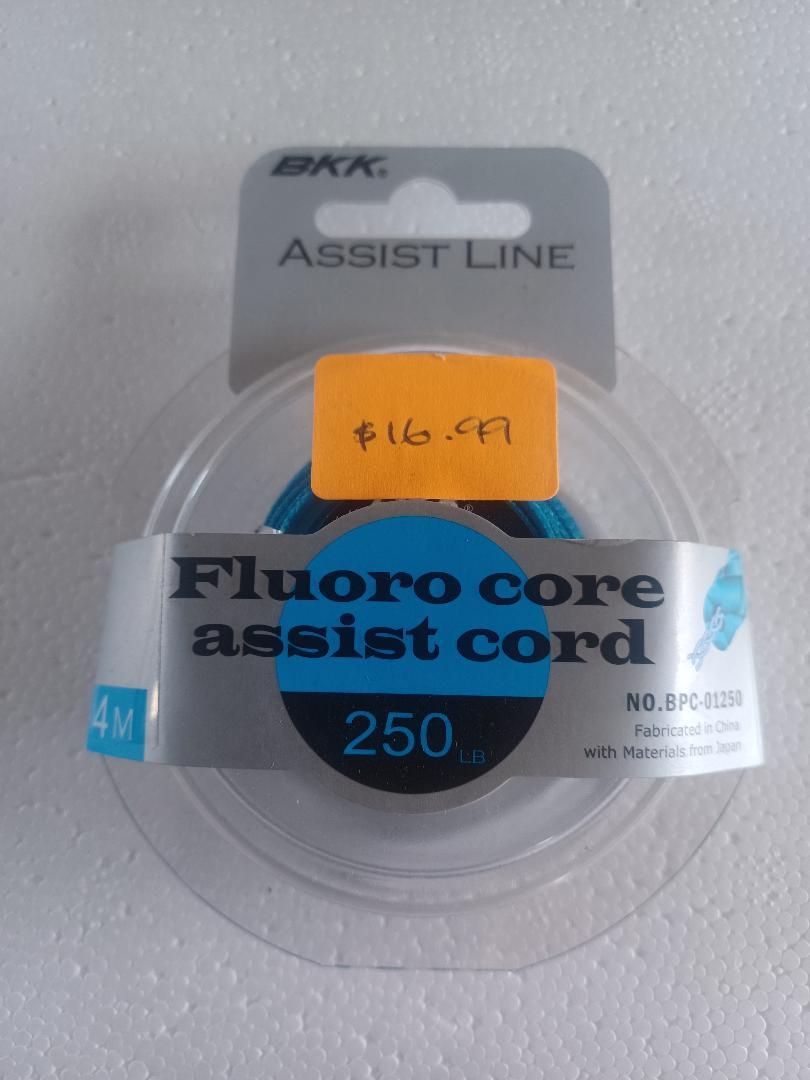 BKK®
ASSIST LINE
$16.99
®
Fluoro core
assist cord
250 LB
4M
NO.BPC-01250
Fabricated in China
with Materials from Japan